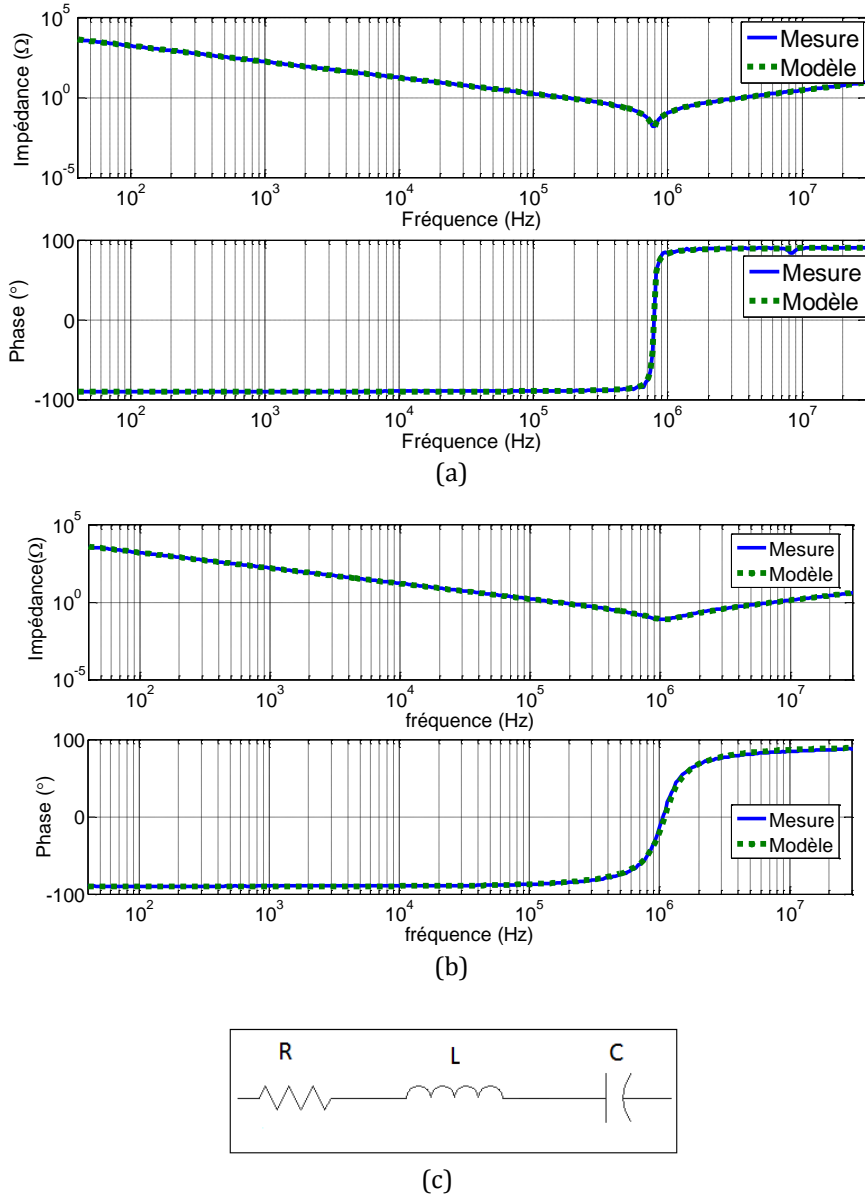 Impédance (Ω)
10^5
10^0
10^-5
Mesure
Modèle
10^2 10^3 10^4 10^5 10^6 10^7
Fréquence (Hz)
Phase (°)
100
0
-100
Mesure
Modèle
10^2 10^3 10^4 10^5 10^6 10^7
Fréquence (Hz)
(a)
Impédance(Ω)
10^5
10^0
10^-5
Mesure
Modèle
10^2 10^3 10^4 10^5 10^6 10^7
fréquence (Hz)
Phase (°)
100
0
-100
Mesure
Modèle
10^2 10^3 10^4 10^5 10^6 10^7
fréquence (Hz)
(b)
R L C
(c)